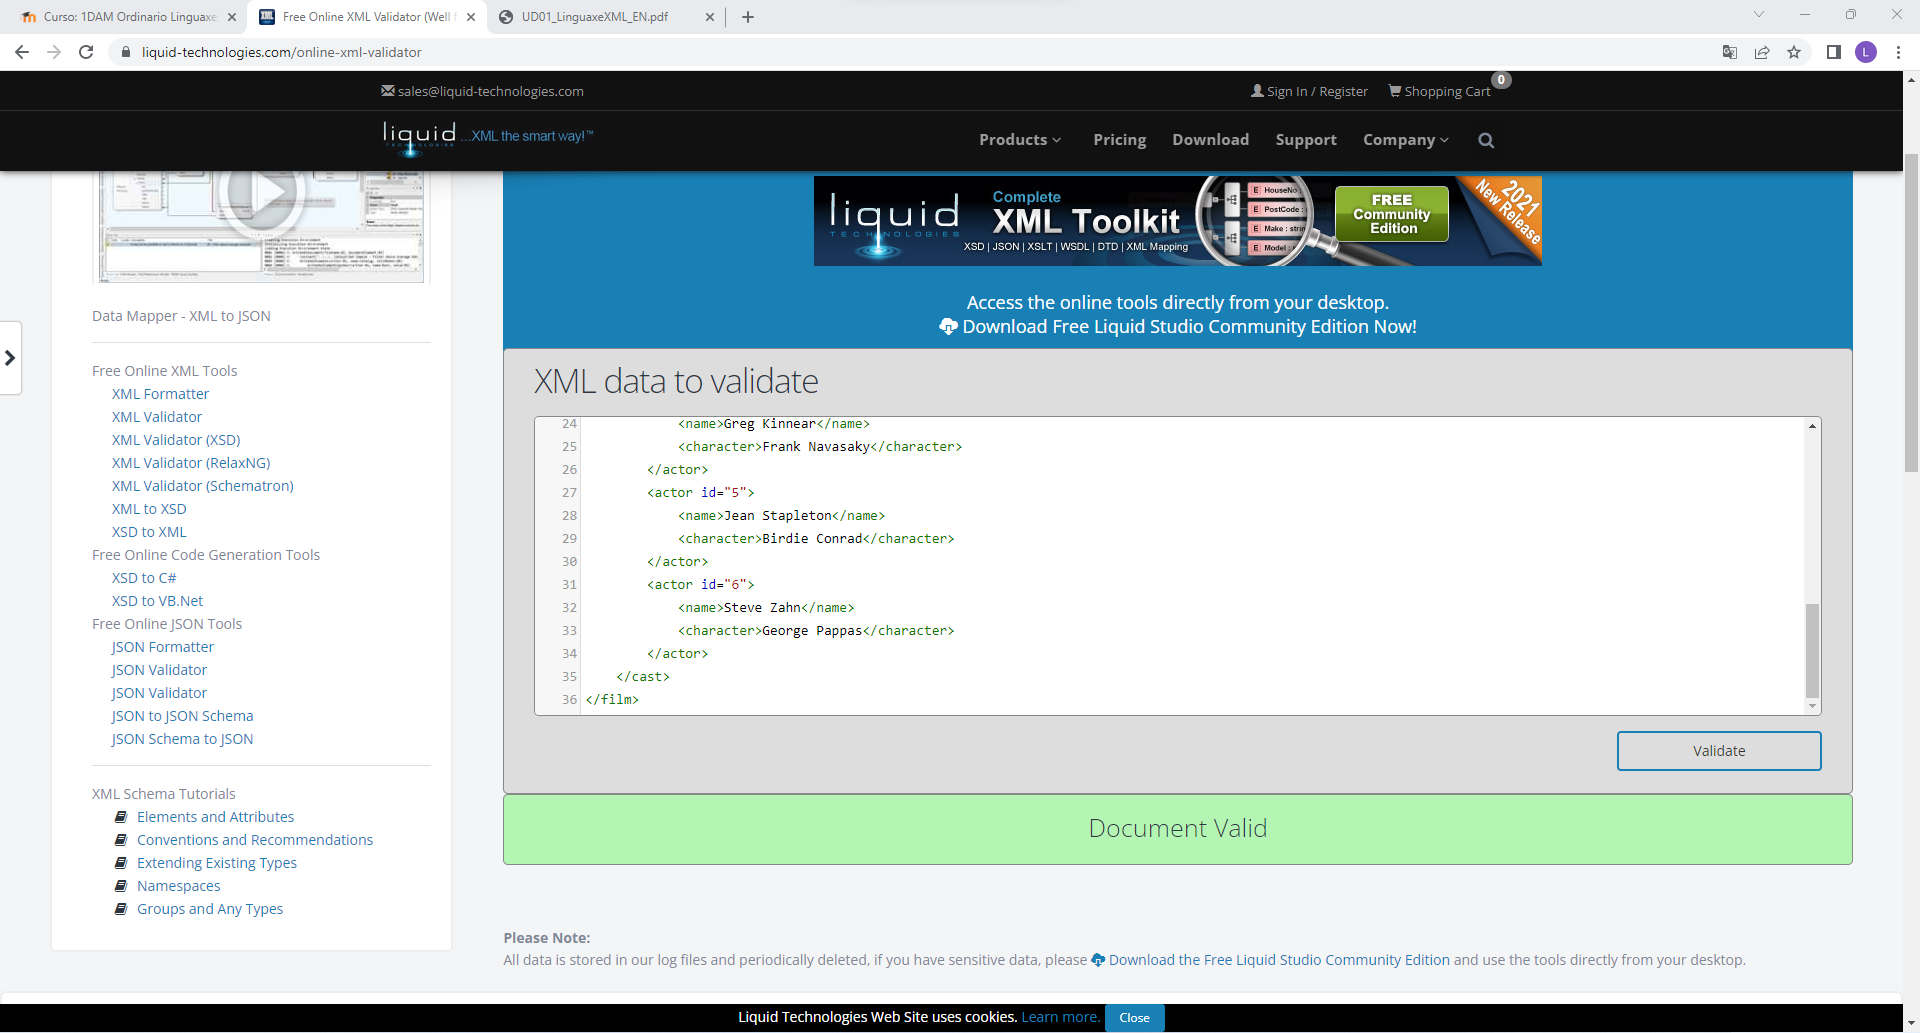 Curso: 1DAM Ordinario Linguaxe
Free Online XML Validator (Well f
UD01_LinguaxeXML_EN.pdf
liquid-technologies.com/online-xml-validator
L
0
sales@liquid-technologies.com
Sign In / Register
Shopping Cart
liquid
TECHNOLOGIES
...XML the smart way!™
Products
Pricing
Download
Support
Company
liquid
TECHNOLOGIES
Complete
XML Toolkit
XSD | JSON | XSLT | WSDL | DTD | XML Mapping
E HouseNo :
E PostCode :
E Make : strin
E Model :
FREE
Community
Edition
2021
New Release
Access the online tools directly from your desktop.
Download Free Liquid Studio Community Edition Now!
Data Mapper - XML to JSON
Free Online XML Tools
XML Formatter
XML Validator
XML Validator (XSD)
XML Validator (RelaxNG)
XML Validator (Schematron)
XML to XSD
XSD to XML
Free Online Code Generation Tools
XSD to C#
XSD to VB.Net
Free Online JSON Tools
JSON Formatter
JSON Validator
JSON Validator
JSON to JSON Schema
JSON Schema to JSON
XML Schema Tutorials
Elements and Attributes
Conventions and Recommendations
Extending Existing Types
Namespaces
Groups and Any Types
XML data to validate
24 <name>Greg Kinnear</name>
25 <character>Frank Navasaky</character>
26 </actor>
27 <actor id="5">
28 <name>Jean Stapleton</name>
29 <character>Birdie Conrad</character>
30 </actor>
31 <actor id="6">
32 <name>Steve Zahn</name>
33 <character>George Pappas</character>
34 </actor>
35 </cast>
36 </film>
Validate
Document Valid
Please Note:
All data is stored in our log files and periodically deleted, if you have sensitive data, please Download the Free Liquid Studio Community Edition and use the tools directly from your desktop.
Liquid Technologies Web Site uses cookies. Learn more. Close